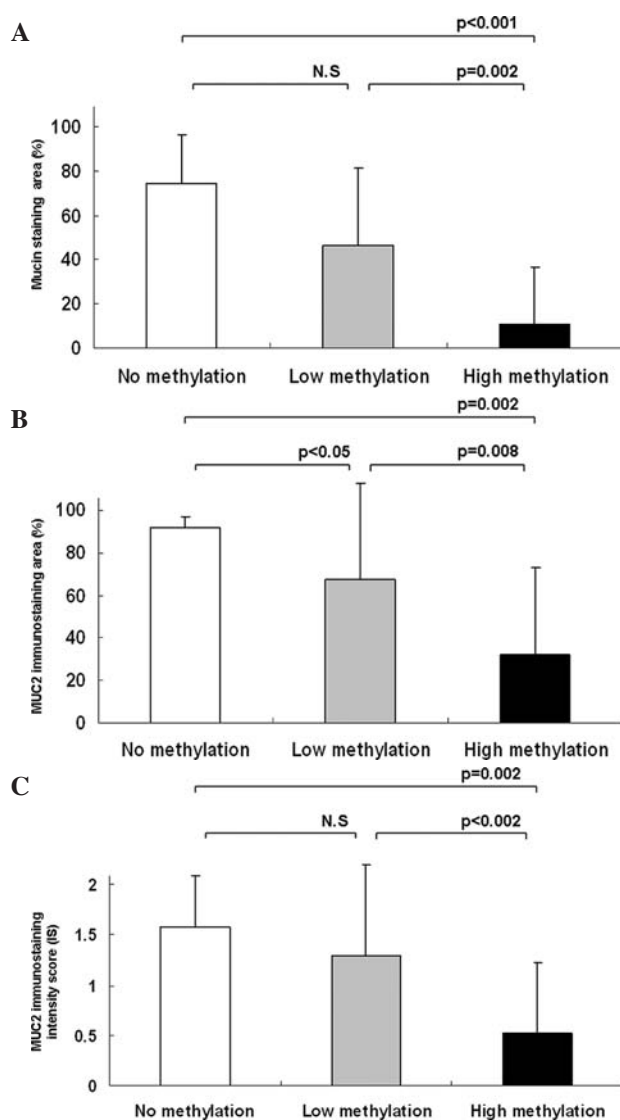 A
p<0.001
N.S
p=0.002
Mucin staining area (%)
100
80
60
40
20
0
No methylation Low methylation High methylation
B
p=0.002
p<0.05
p=0.008
MUC2 immunostaining area (%)
100
80
60
40
20
0
No methylation Low methylation High methylation
C
p=0.002
N.S
p<0.002
MUC2 immunostaining
intensity score (IS)
2
1.5
1
0.5
0
No methylation Low methylation High methylation